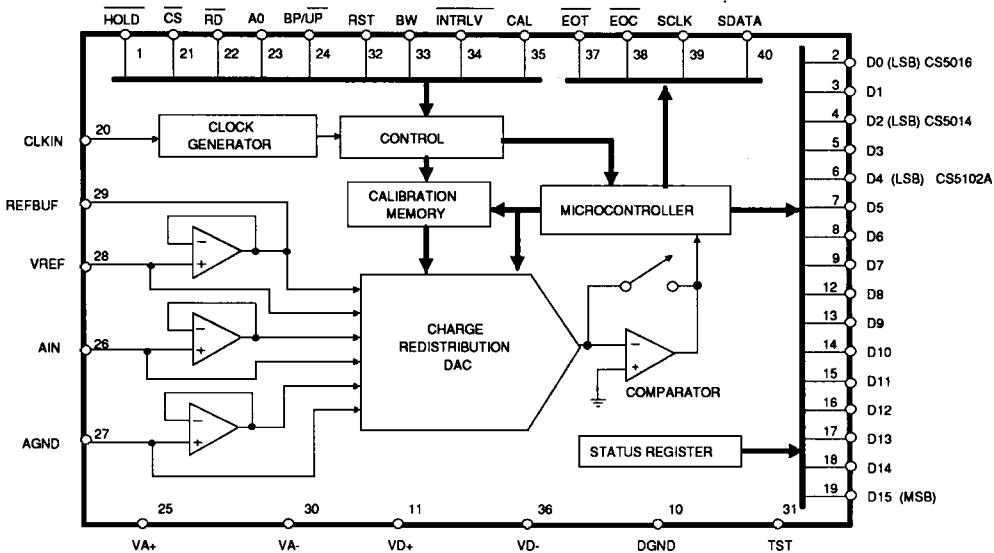 HOLD CS RD A0 BP/UP RST BW INTRLV CAL EOT EOC SCLK SDATA
1 21 22 23 24 32 33 34 35 37 38 39 40
2 D0 (LSB) CS5016
3 D1
4 D2 (LSB) CS5014
5 D3
6 D4 (LSB) CS5102A
7 D5
8 D6
9 D7
12 D8
13 D9
14 D10
15 D11
16 D12
17 D13
18 D14
19 D15 (MSB)
CLKIN 20
REFBUF 29
VREF 28
AIN 26
AGND 27
CLOCK
GENERATOR
CONTROL
CALIBRATION
MEMORY
MICROCONTROLLER
−
+
−
+
−
+
CHARGE
REDISTRIBUTION
DAC
−
+
COMPARATOR
STATUS REGISTER
25 30 11 36 10 31
VA+ VA- VD+ VD- DGND TST